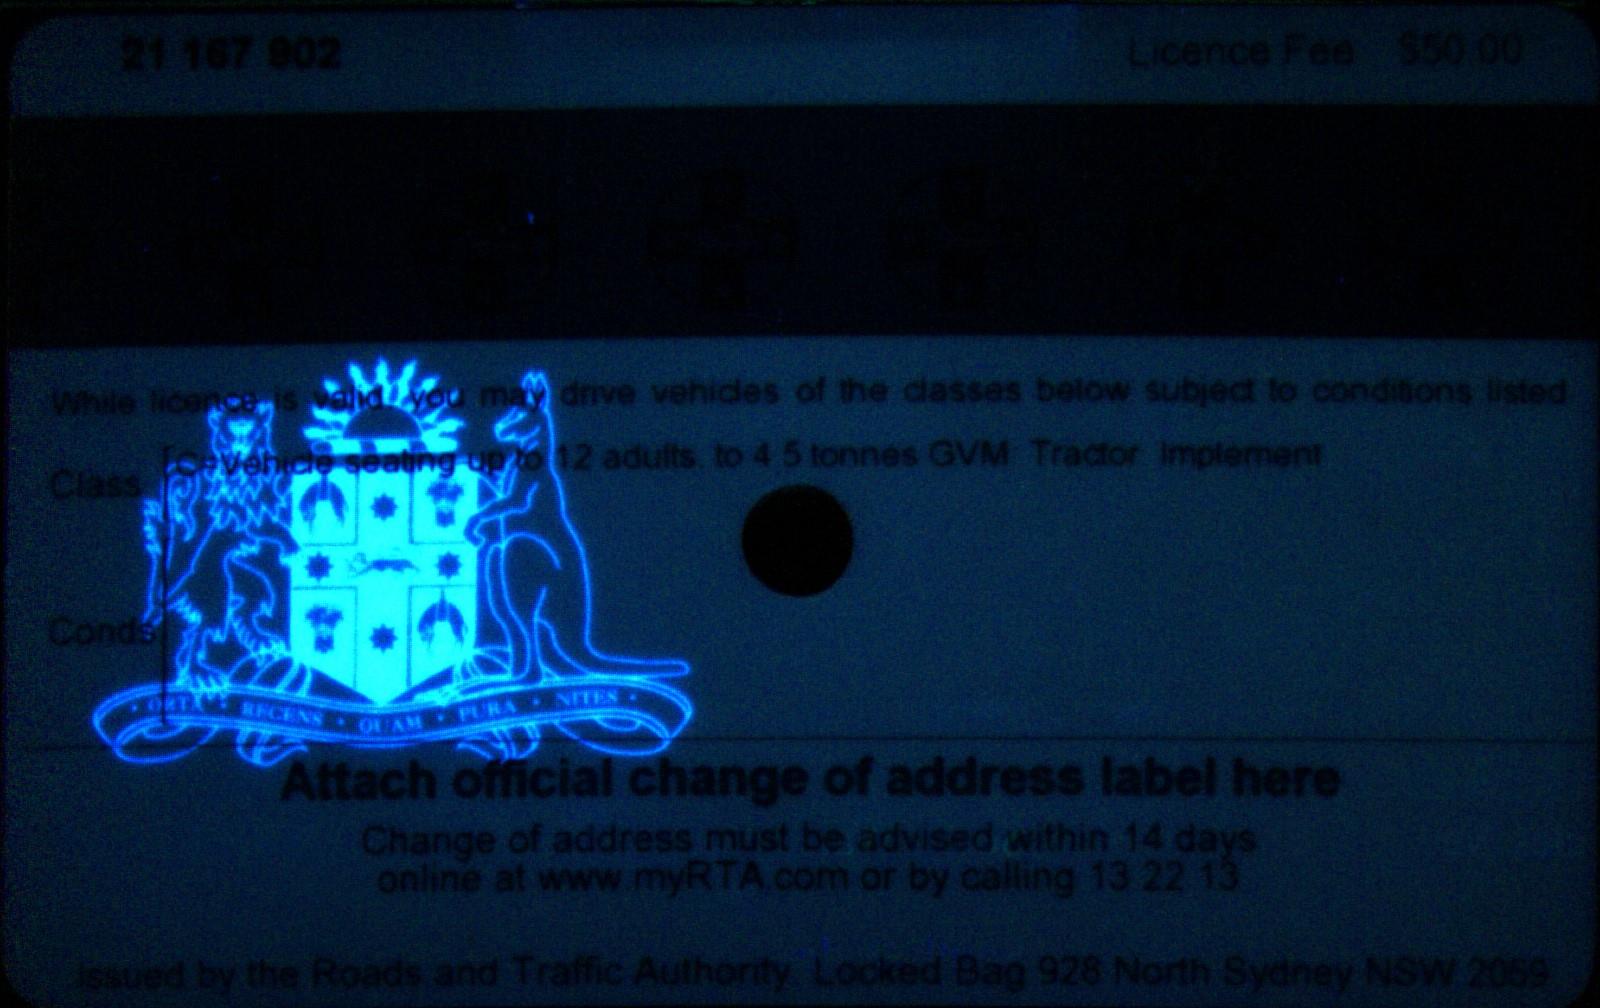 21 167 902 Licence Fee $50 00
While licence is valid you may drive vehicles of the classes below subject to conditions listed
Class C=Vehicle seating up to 12 adults, to 4 5 tonnes GVM Tractor Implement
Conds
ORTA · RECENS · QUAM · PURA · NITES
Attach official change of address label here
Change of address must be advised within 14 days
online at www.myRTA.com or by calling 13 22 13
Issued by the Roads and Traffic Authority Locked Bag 928 North Sydney NSW 2059